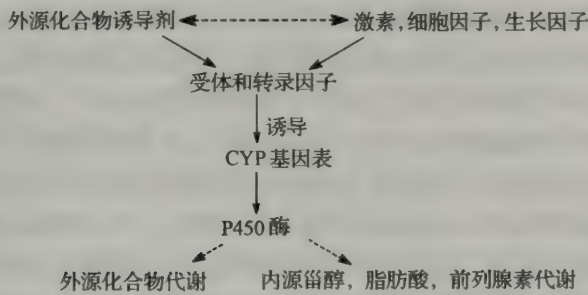 外源化合物诱导剂 激素,细胞因子,生长因子
受体和转录因子
诱导
CYP基因表
P450酶
外源化合物代谢 内源甾醇,脂肪酸,前列腺素代谢